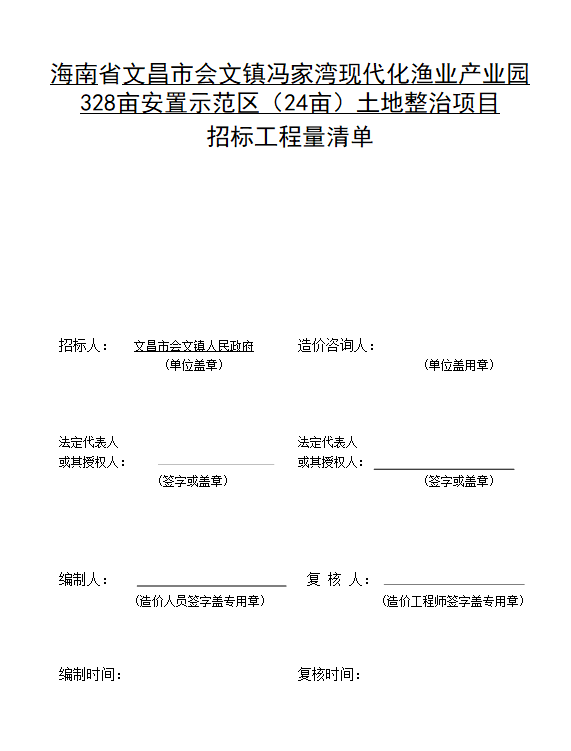 海南省文昌市会文镇冯家湾现代化渔业产业园
328亩安置示范区（24亩）土地整治项目
招标工程量清单
招标人： 文昌市会文镇人民政府 造价咨询人：
(单位盖章) (单位盖用章)
法定代表人 法定代表人
或其授权人： 或其授权人：
(签字或盖章) (签字或盖章)
编制人： 复 核 人：
(造价人员签字盖专用章) (造价工程师签字盖专用章)
编制时间： 复核时间：